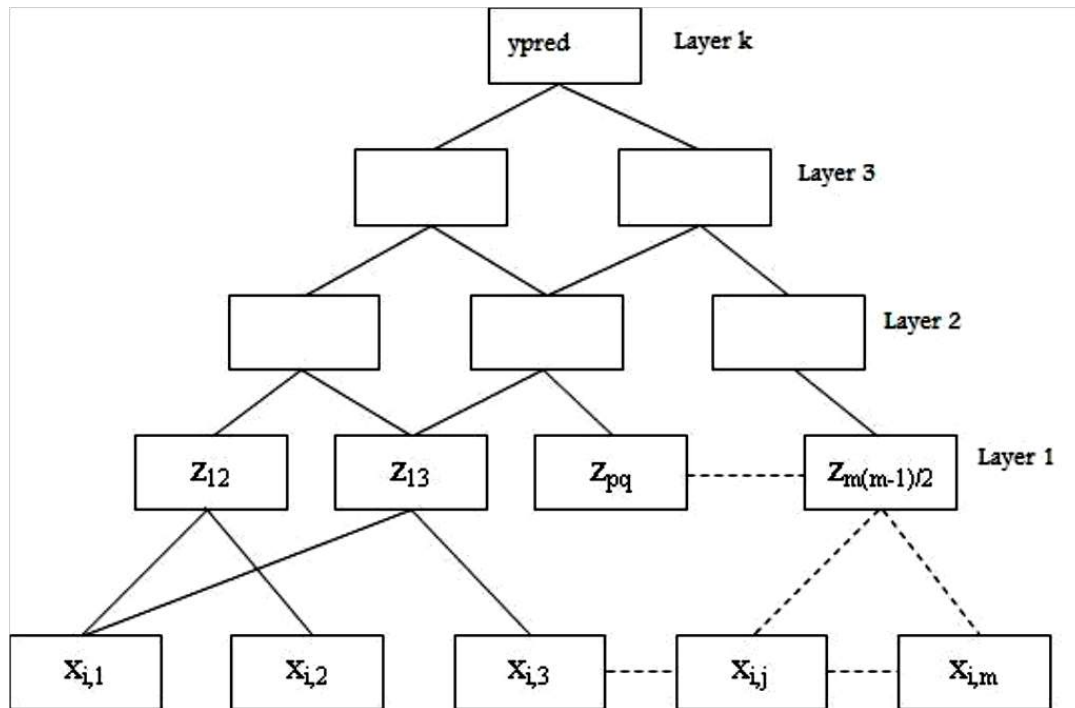 ypred Layer k
Layer 3
Layer 2
z12 z13 zpq zm(m-1)/2 Layer 1
xi,1 xi,2 xi,3 xi,j xi,m